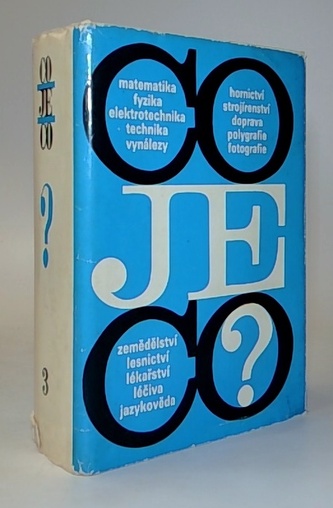 CO
JE
CO
?
3
CO
matematika
fyzika
elektrotechnika
technika
vynálezy
hornictví
strojírenství
doprava
polygrafie
fotografie
JE
CO?
zemědělství
lesnictví
lékařství
léčiva
jazykověda